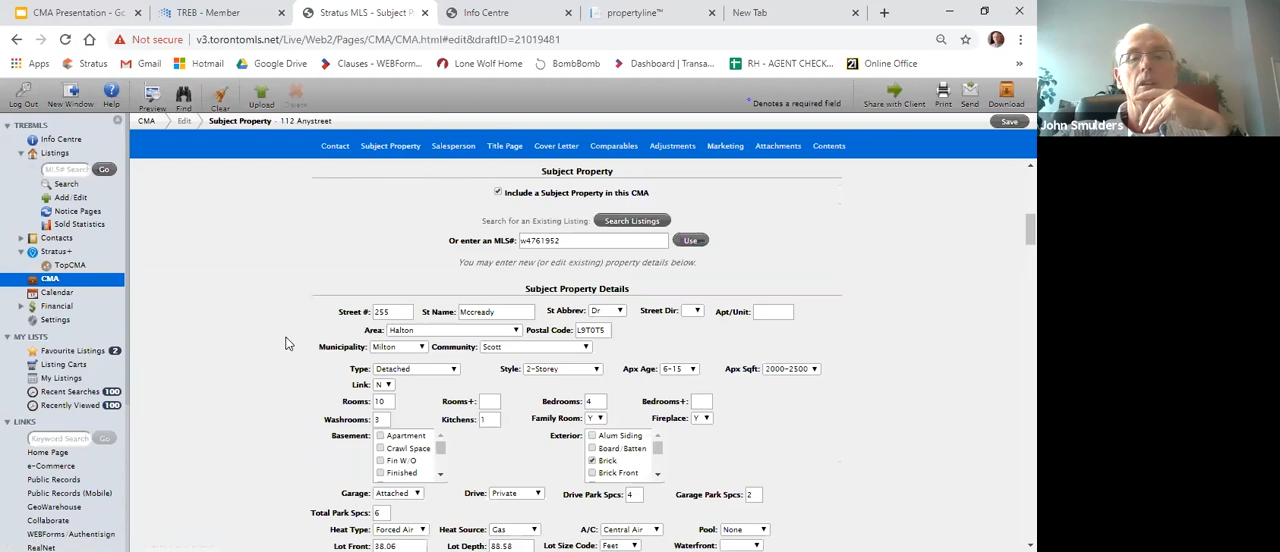 CMA Presentation - Go
TREB - Member
Stratus MLS - Subject P
Info Centre
propertyline™
New Tab
Not secure
v3.torontomls.net/Live/Web2/Pages/CMA/CMA.html#edit&draftID=21019481
Apps
Stratus
Gmail
Hotmail
Google Drive
Clauses - WEBForm...
Lone Wolf Home
BombBomb
Dashboard | Transa...
RH - AGENT CHECK...
21
Online Office
»
Log Out
New Window
Help
Preview
Find
Clear
Upload
Delete
*Denotes a required field
Share with Client
Print
Send
Download
CMA
Edit
Subject Property - 112 Anystreet
Save
Contact
Subject Property
Salesperson
Title Page
Cover Letter
Comparables
Adjustments
Marketing
Attachments
Contents
TREBMLS
Info Centre
Listings
MLS# Search
Go
Search
Add/Edit
Notice Pages
Sold Statistics
Contacts
Stratus+
TopCMA
CMA
Calendar
Financial
Settings
MY LISTS
Favourite Listings 2
Listing Carts
My Listings
Recent Searches 100
Recently Viewed 100
LINKS
Keyword Search
Go
Home Page
e-Commerce
Public Records
Public Records (Mobile)
GeoWarehouse
Collaborate
WEBForms/Authentisign
RealNet
Subject Property
Include a Subject Property in this CMA
Search for an Existing Listing: Search Listings
Or enter an MLS#: w4761952 Use
You may enter new (or edit existing) property details below.
Subject Property Details
Street #: 255 St Name: Mccready St Abbrev: Dr Street Dir: Apt/Unit:
Area: Halton Postal Code: L9T0T5
Municipality: Milton Community: Scott
Type: Detached Style: 2-Storey Apx Age: 6-15 Apx Sqft: 2000-2500
Link: N
Rooms: 10 Rooms+: Bedrooms: 4 Bedrooms+:
Washrooms: 3 Kitchens: 1 Family Room: Y Fireplace: Y
Basement: Apartment Exterior: Alum Siding
Crawl Space Board/Batten
Fin W/O Brick
Finished Brick Front
Garage: Attached Drive: Private Drive Park Spcs: 4 Garage Park Spcs: 2
Total Park Spcs: 6
Heat Type: Forced Air Heat Source: Gas A/C: Central Air Pool: None
Lot Front: 38.06 Lot Depth: 88.58 Lot Size Code: Feet Waterfront:
John Smulders